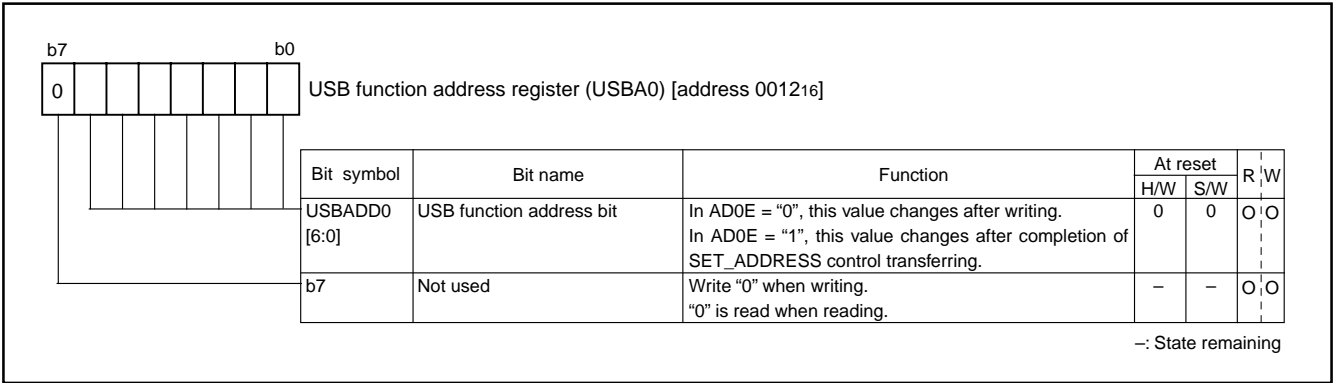 b7 b0
0
USB function address register (USBA0) [address 001216]
Bit symbol Bit name Function At reset R W
H/W S/W
USBADD0 USB function address bit In AD0E = “0”, this value changes after writing. 0 0 O O
[6:0] In AD0E = “1”, this value changes after completion of
SET_ADDRESS control transferring.
b7 Not used Write “0” when writing. – – O O
“0” is read when reading.
–: State remaining